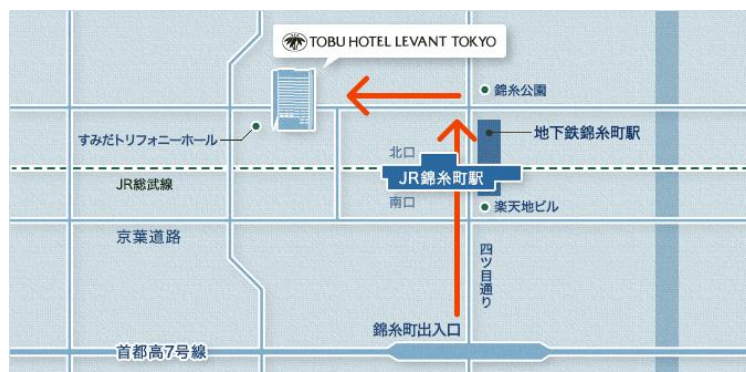 TOBU HOTEL LEVANT TOKYO
錦糸公園
地下鉄錦糸町駅
すみだトリフォニーホール
北口
JR錦糸町駅
JR総武線
南口
楽天地ビル
京葉道路
四ツ目通り
錦糸町出入口
首都高7号線